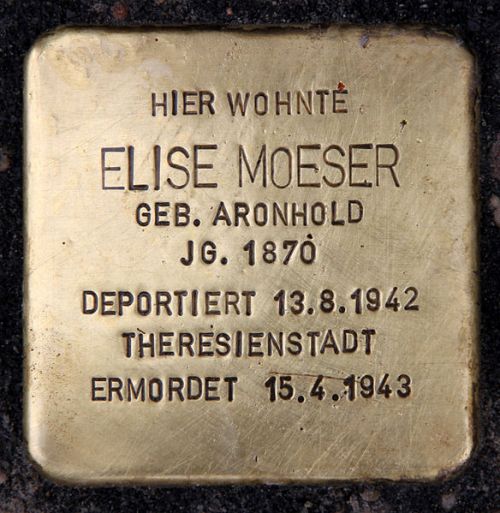 HIER WOHNTE
ELISE MOESER
GEB. ARONHOLD
JG. 1870
DEPORTIERT 13.8.1942
THERESIENSTADT
ERMORDET 15.4.1943